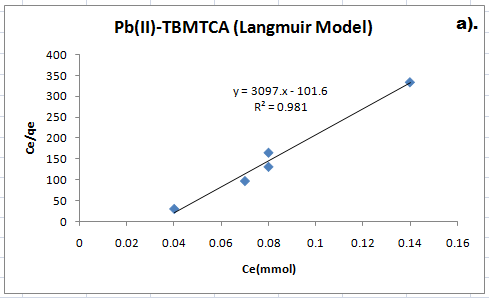 Pb(II)-TBMTCA (Langmuir Model)
a).
y = 3097.x - 101.6
R² = 0.981
Ce/qe
400
350
300
250
200
150
100
50
0
0 0.02 0.04 0.06 0.08 0.1 0.12 0.14 0.16
Ce(mmol)